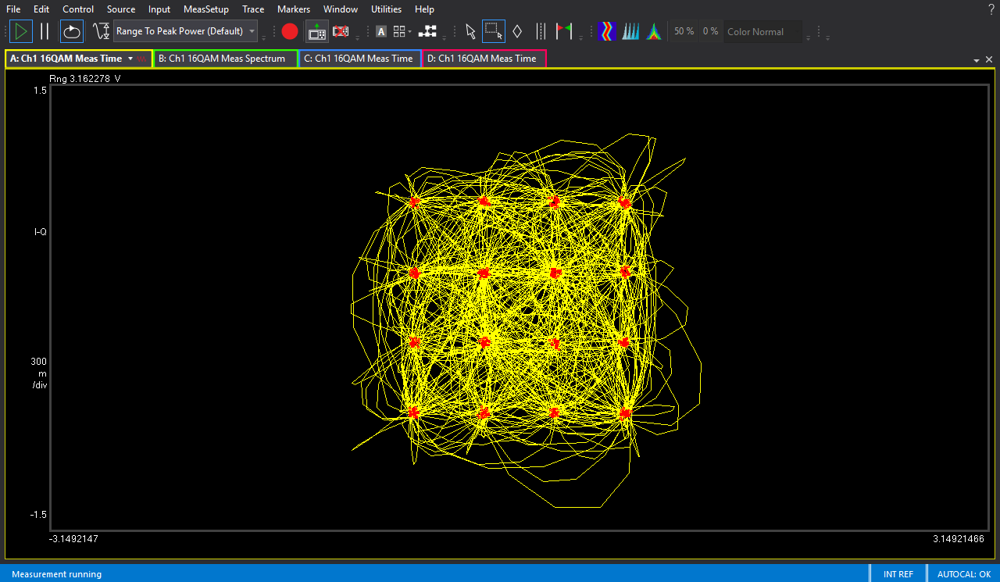 File Edit Control Source Input MeasSetup Trace Markers Window Utilities Help ?
Range To Peak Power (Default) A 50 % 0 % Color Normal
A: Ch1 16QAM Meas Time B: Ch1 16QAM Meas Spectrum C: Ch1 16QAM Meas Time D: Ch1 16QAM Meas Time
Rng 3.162278 V
1.5
I-Q
300
m
/div
-1.5
-3.1492147 3.14921466
Measurement running INT REF AUTOCAL: OK